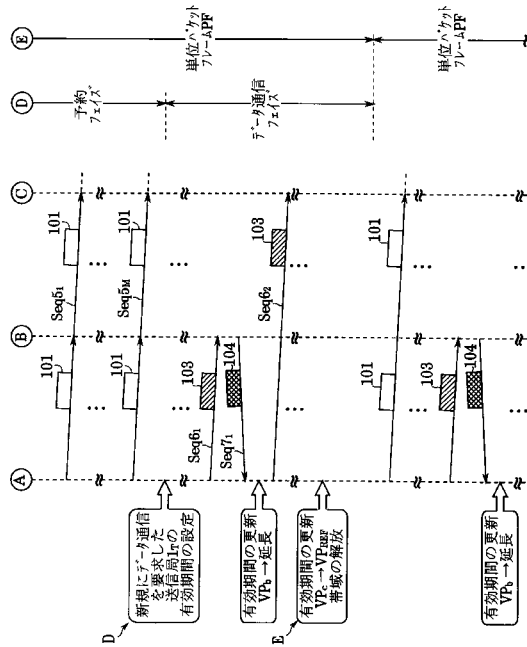 Ⓐ
Ⓑ
Ⓒ
Ⓓ
Ⓔ
101
101
Seq5₁
予約
フェイズ
101
101
Seq5M
D
新規にデータ通信
を要求した
送信局1Tの
有効期間の設定
103
Seq6₁
104
Seq7₁
有効期間の更新
VPb→延長
103
Seq6₂
データ通信
フェイズ
単位パケット
フレームPF
E
有効期間の更新
VPc→VPREF
帯域の解放
101
101
103
104
有効期間の更新
VPb→延長
単位パケット
フレームPF